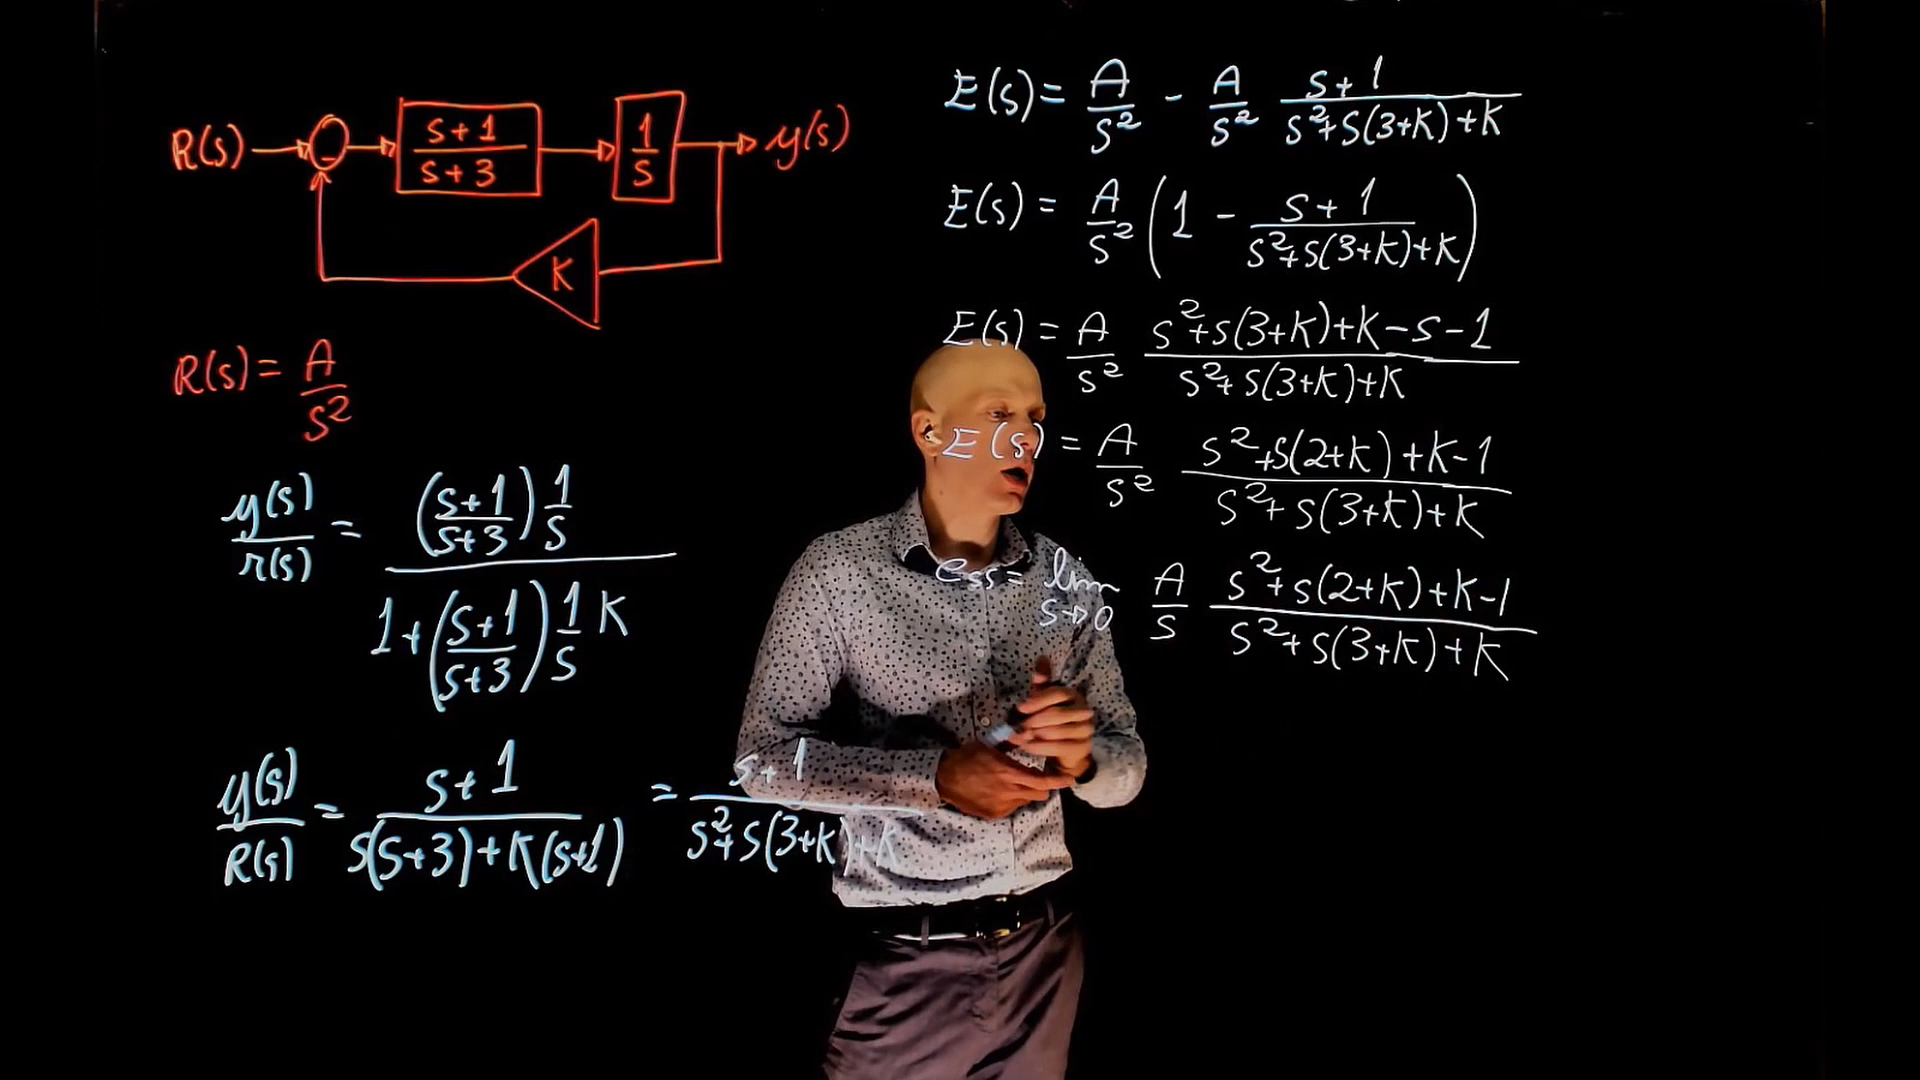 R(s) → ○ → (s+1)/(s+3) → 1/s → y(s)
-
K
R(s) = A/s²
y(s)/r(s) = ((s+1)/(s+3)) 1/s / (1+((s+1)/(s+3)) 1/s K)
y(s)/R(s) = (s+1)/(s(s+3)+K(s+1)) = (s+1)/(s²+s(3+K)+K)
E(s) = A/s² - A/s² (s+1)/(s²+s(3+K)+K)
E(s) = A/s² (1 - (s+1)/(s²+s(3+K)+K))
E(s) = A/s² (s²+s(3+K)+K-s-1)/(s²+s(3+K)+K)
E(s) = A/s² (s²+s(2+K)+K-1)/(s²+s(3+K)+K)
ess = lim s→0 A/s (s²+s(2+K)+K-1)/(s²+s(3+K)+K)